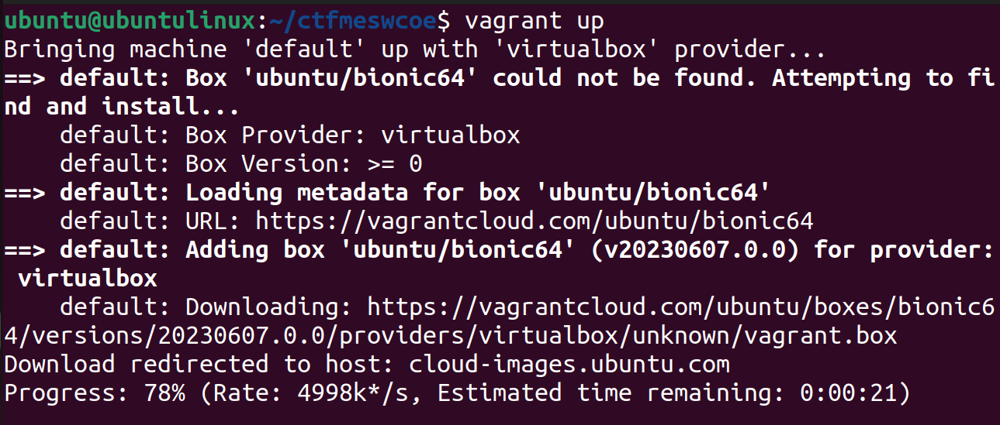 ubuntu@ubuntulinux:~/ctfmeswcoe$ vagrant up
Bringing machine 'default' up with 'virtualbox' provider...
==> default: Box 'ubuntu/bionic64' could not be found. Attempting to fi
nd and install...
    default: Box Provider: virtualbox
    default: Box Version: >= 0
==> default: Loading metadata for box 'ubuntu/bionic64'
    default: URL: https://vagrantcloud.com/ubuntu/bionic64
==> default: Adding box 'ubuntu/bionic64' (v20230607.0.0) for provider:
 virtualbox
    default: Downloading: https://vagrantcloud.com/ubuntu/boxes/bionic6
4/versions/20230607.0.0/providers/virtualbox/unknown/vagrant.box
Download redirected to host: cloud-images.ubuntu.com
Progress: 78% (Rate: 4998k*/s, Estimated time remaining: 0:00:21)